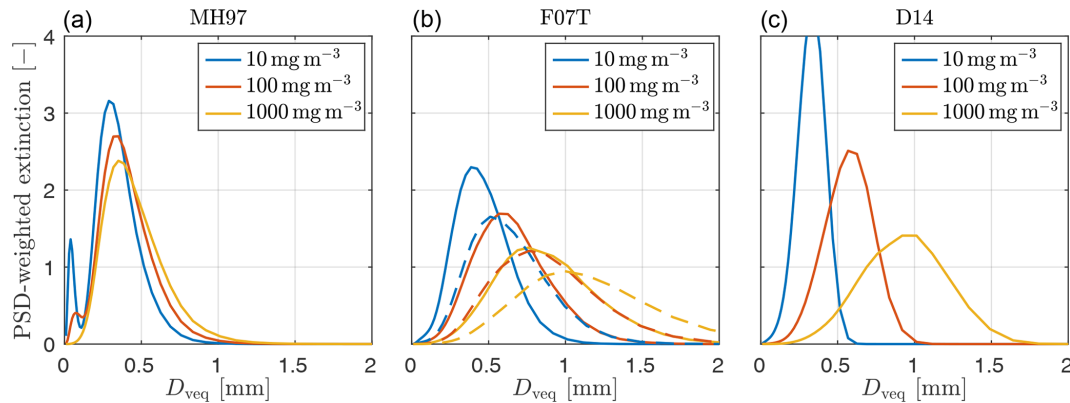 (a) MH97
(b) F07T
(c) D14
PSD-weighted extinction [−]
4
3
2
1
0
10 mg m⁻³
100 mg m⁻³
1000 mg m⁻³
10 mg m⁻³
100 mg m⁻³
1000 mg m⁻³
10 mg m⁻³
100 mg m⁻³
1000 mg m⁻³
0 0.5 1 1.5 2
0 0.5 1 1.5 2
0 0.5 1 1.5 2
D_veq [mm]
D_veq [mm]
D_veq [mm]